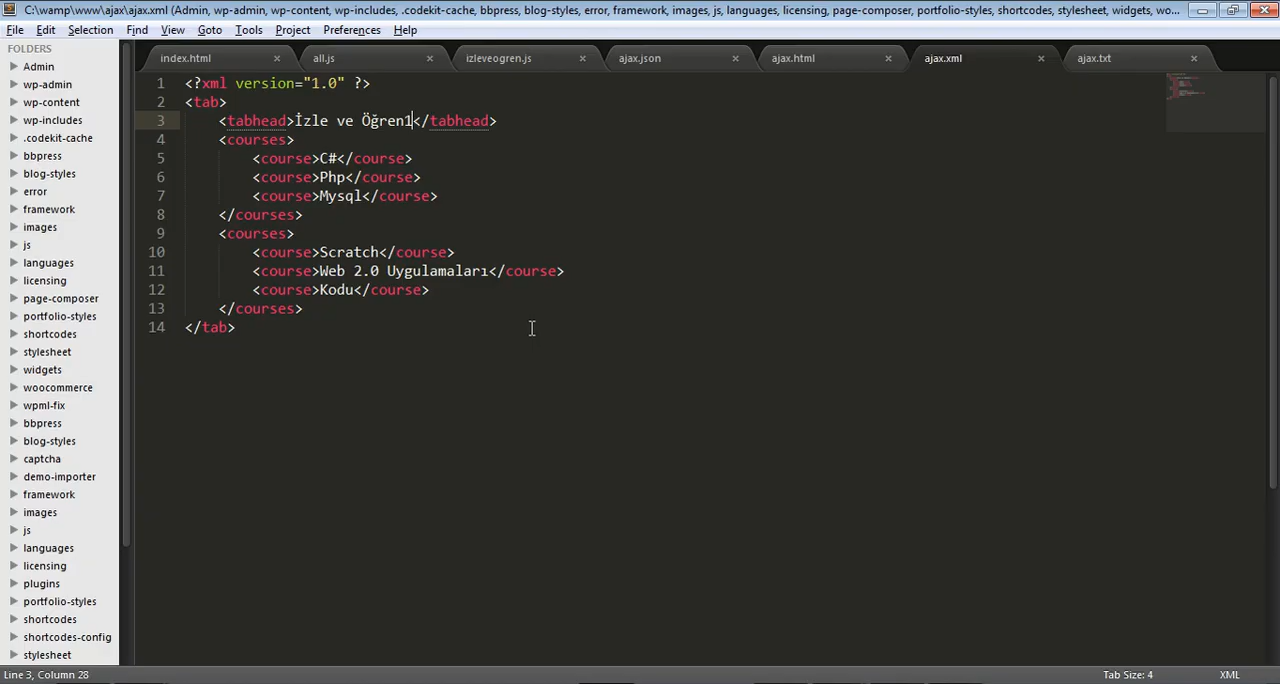 C:\wamp\www\ajax\ajax.xml (Admin, wp-admin, wp-content, wp-includes, .codekit-cache, bbpress, blog-styles, error, framework, images, js, languages, licensing, page-composer, portfolio-styles, shortcodes, stylesheet, widgets, wo...
File Edit Selection Find View Goto Tools Project Preferences Help
FOLDERS
Admin
wp-admin
wp-content
wp-includes
.codekit-cache
bbpress
blog-styles
error
framework
images
js
languages
licensing
page-composer
portfolio-styles
shortcodes
stylesheet
widgets
woocommerce
wpml-fix
bbpress
blog-styles
captcha
demo-importer
framework
images
js
languages
licensing
plugins
portfolio-styles
shortcodes
shortcodes-config
stylesheet
index.html × all.js × izleveogren.js × ajax.json × ajax.html × ajax.xml × ajax.txt ×
1 <?xml version="1.0" ?>
2 <tab>
3 <tabhead>İzle ve Öğren1</tabhead>
4 <courses>
5 <course>C#</course>
6 <course>Php</course>
7 <course>Mysql</course>
8 </courses>
9 <courses>
10 <course>Scratch</course>
11 <course>Web 2.0 Uygulamaları</course>
12 <course>Kodu</course>
13 </courses>
14 </tab>
Line 3, Column 28 Tab Size: 4 XML